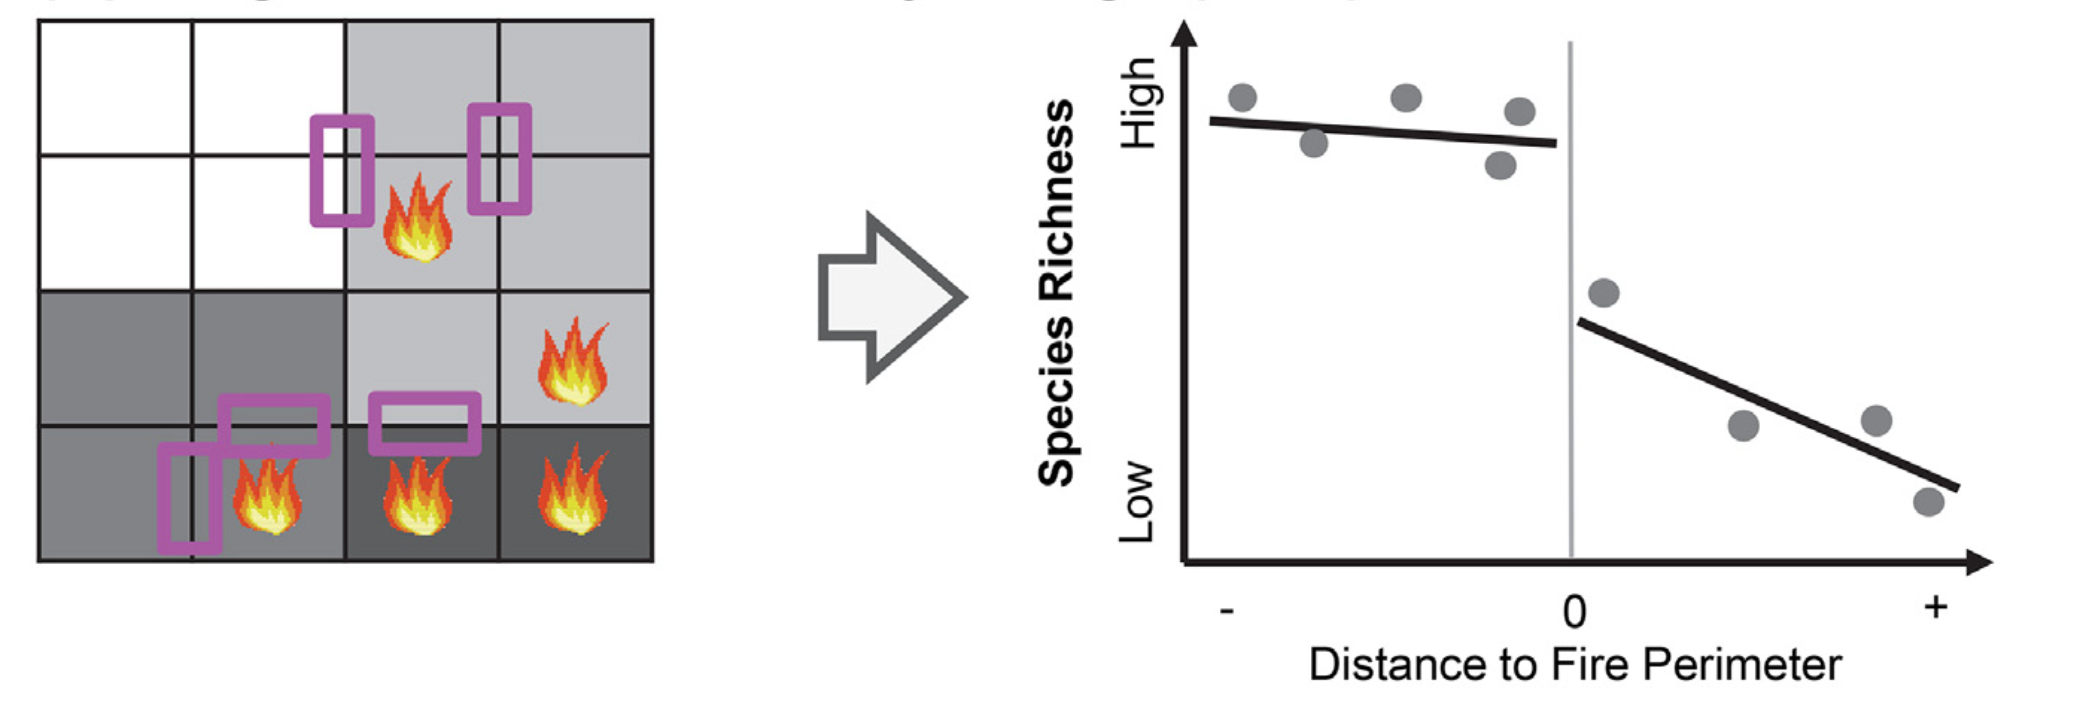 High
Species Richness
Low
- 0 +
Distance to Fire Perimeter